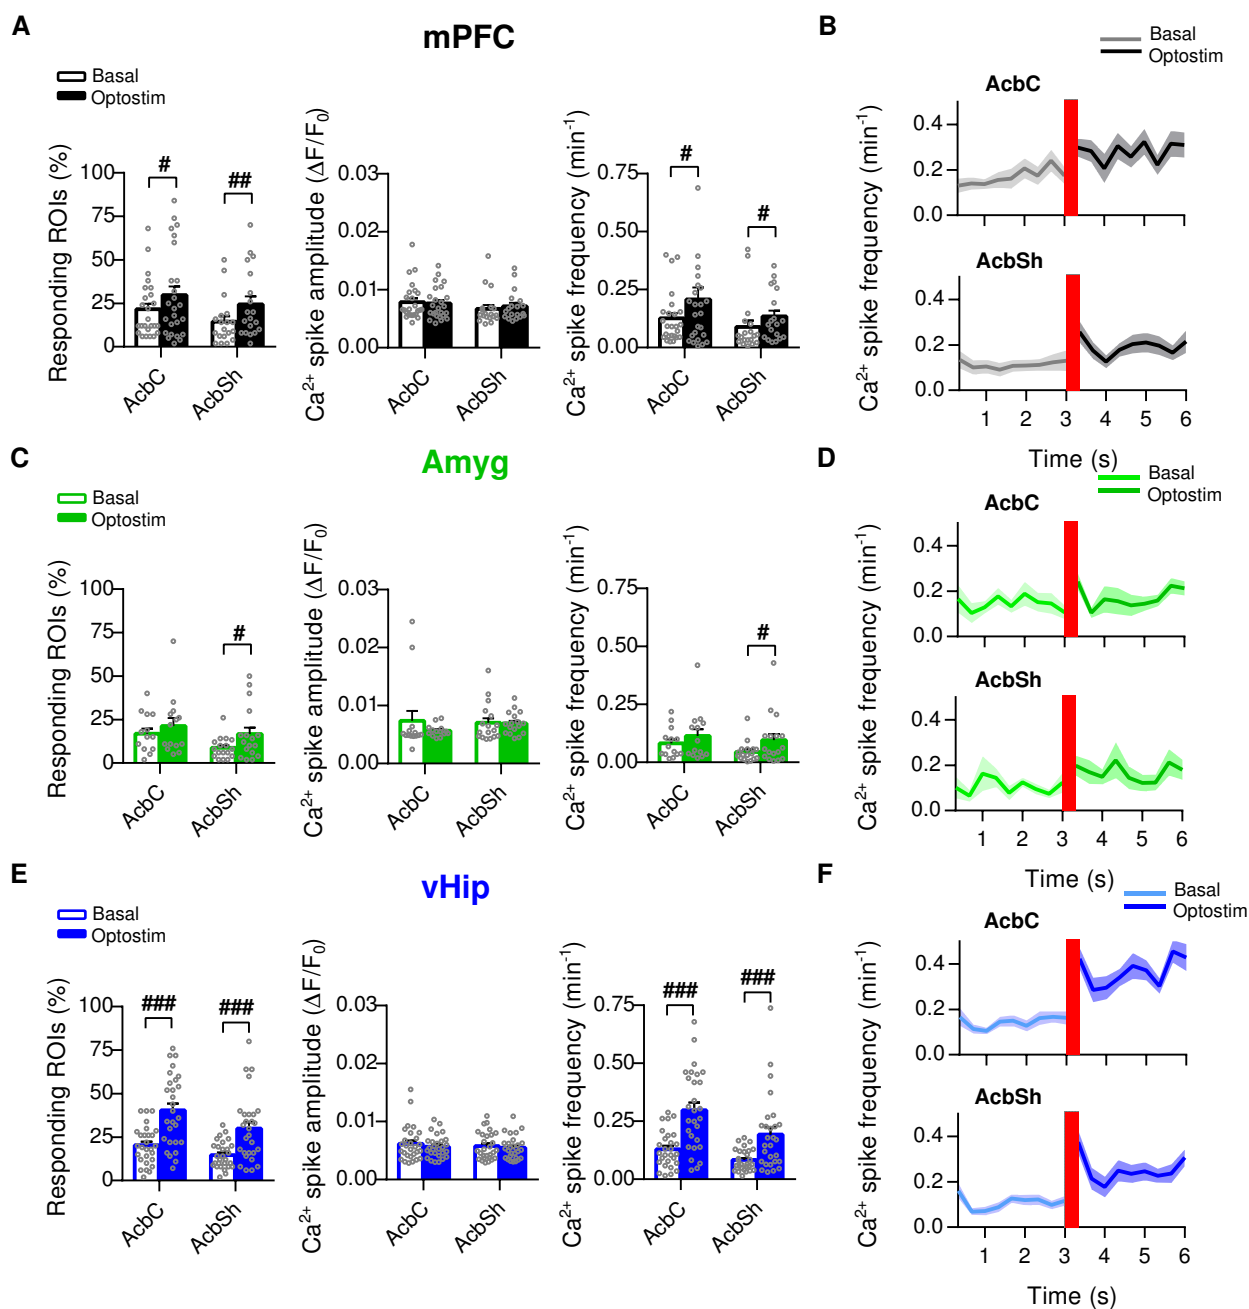 A
mPFC
B
Basal
Optostim
Basal
Optostim
Responding ROIs (%)
100
75
50
25
0
#
##
AcbC
AcbSh
Ca²⁺ spike amplitude (ΔF/F₀)
0.03
0.02
0.01
0.00
AcbC
AcbSh
Ca²⁺ spike frequency (min⁻¹)
0.75
0.50
0.25
0.00
#
#
AcbC
AcbSh
Ca²⁺ spike frequency (min⁻¹)
AcbC
0.4
0.2
0.0
AcbSh
0.4
0.2
0.0
1 2 3 4 5 6
Time (s)
C
Amyg
D
Basal
Optostim
Basal
Optostim
Responding ROIs (%)
100
75
50
25
0
#
AcbC
AcbSh
Ca²⁺ spike amplitude (ΔF/F₀)
0.03
0.02
0.01
0.00
AcbC
AcbSh
Ca²⁺ spike frequency (min⁻¹)
0.75
0.50
0.25
0.00
#
AcbC
AcbSh
Ca²⁺ spike frequency (min⁻¹)
AcbC
0.4
0.2
0.0
AcbSh
0.4
0.2
0.0
1 2 3 4 5 6
Time (s)
E
vHip
F
Basal
Optostim
Basal
Optostim
Responding ROIs (%)
100
75
50
25
0
###
###
AcbC
AcbSh
Ca²⁺ spike amplitude (ΔF/F₀)
0.03
0.02
0.01
0.00
AcbC
AcbSh
Ca²⁺ spike frequency (min⁻¹)
0.75
0.50
0.25
0.00
###
###
AcbC
AcbSh
Ca²⁺ spike frequency (min⁻¹)
AcbC
0.4
0.2
0.0
AcbSh
0.4
0.2
0.0
1 2 3 4 5 6
Time (s)